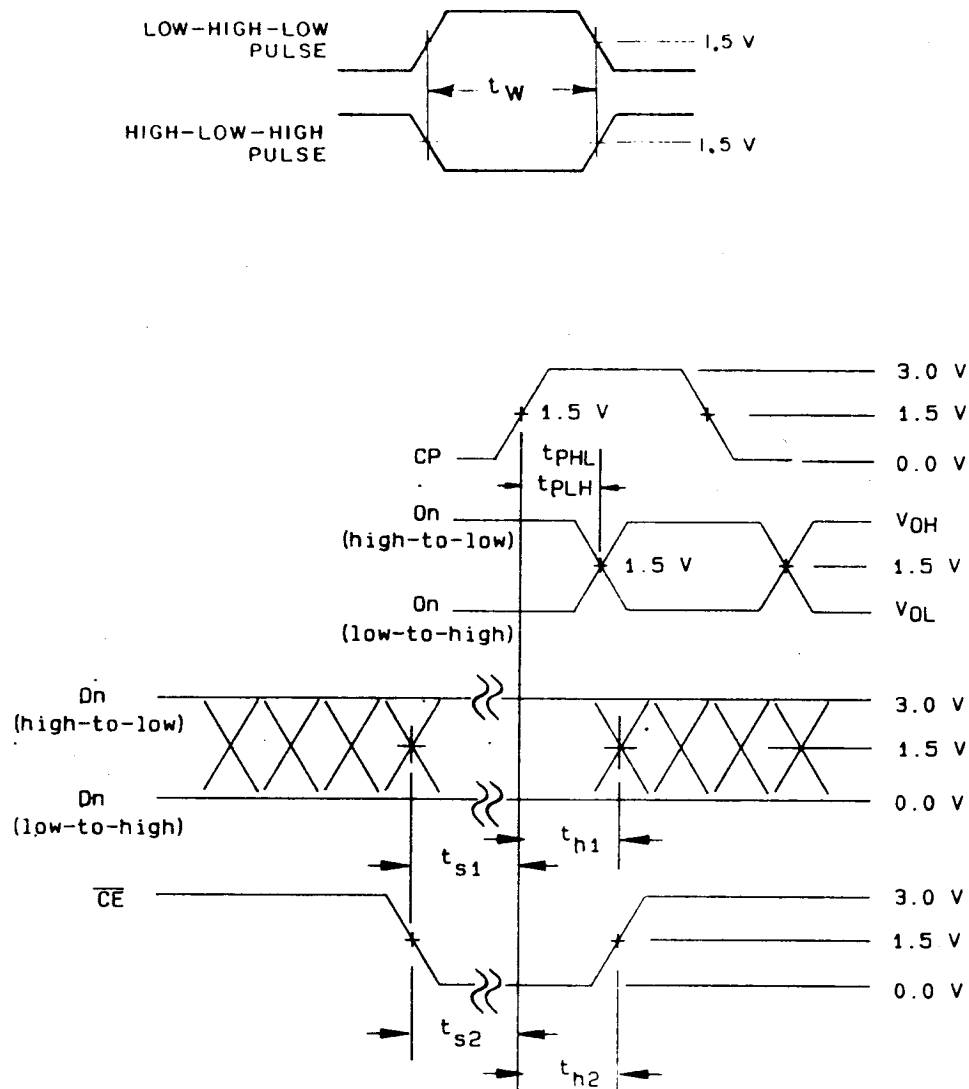 LOW-HIGH-LOW
PULSE
1.5 V
tW
HIGH-LOW-HIGH
PULSE
1.5 V
3.0 V
1.5 V
1.5 V
CP
tPHL
0.0 V
tPLH
On
(high-to-low)
VOH
1.5 V
1.5 V
On
(low-to-high)
VOL
Dn
(high-to-low)
3.0 V
1.5 V
Dn
(low-to-high)
0.0 V
th1
ts1
CE
3.0 V
1.5 V
0.0 V
ts2
th2